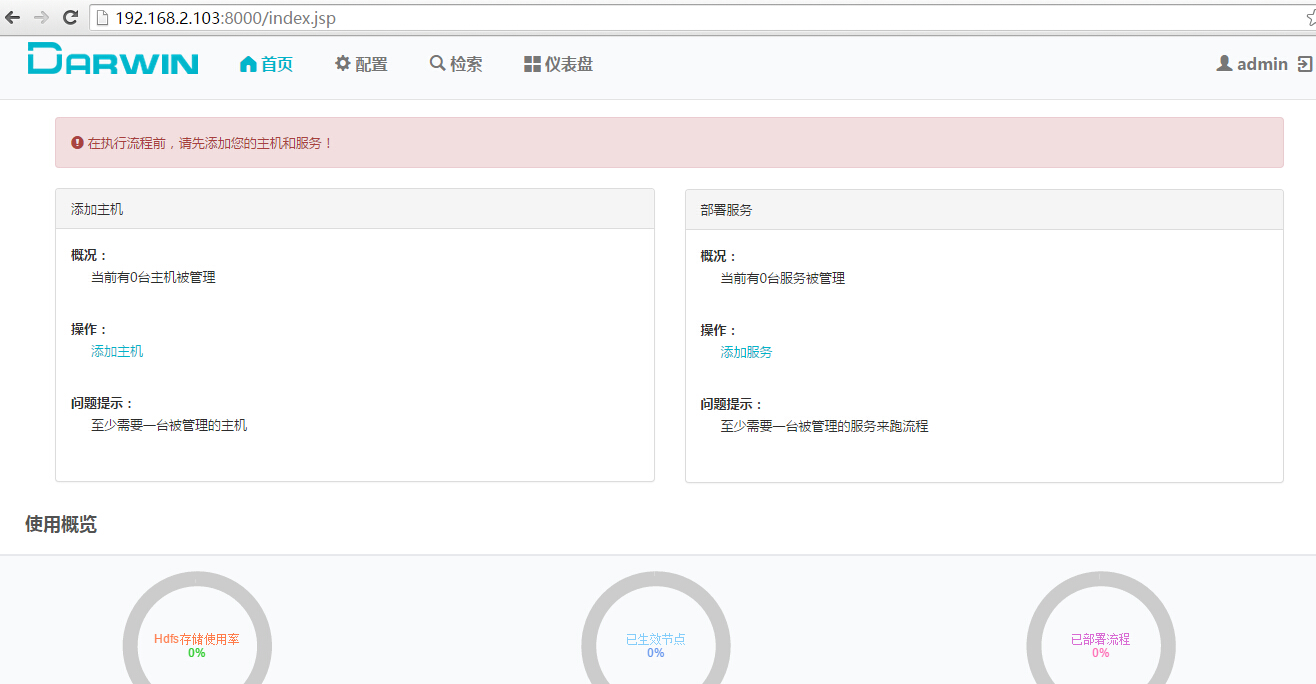 192.168.2.103:8000/index.jsp
DARWIN 首页 配置 检索 仪表盘 admin
在执行流程前，请先添加您的主机和服务！
添加主机
概况：
当前有0台主机被管理
操作：
添加主机
问题提示：
至少需要一台被管理的主机
部署服务
概况：
当前有0台服务被管理
操作：
添加服务
问题提示：
至少需要一台被管理的服务来跑流程
使用概览
Hdfs存储使用率
0%
已生效节点
0%
已部署流程
0%